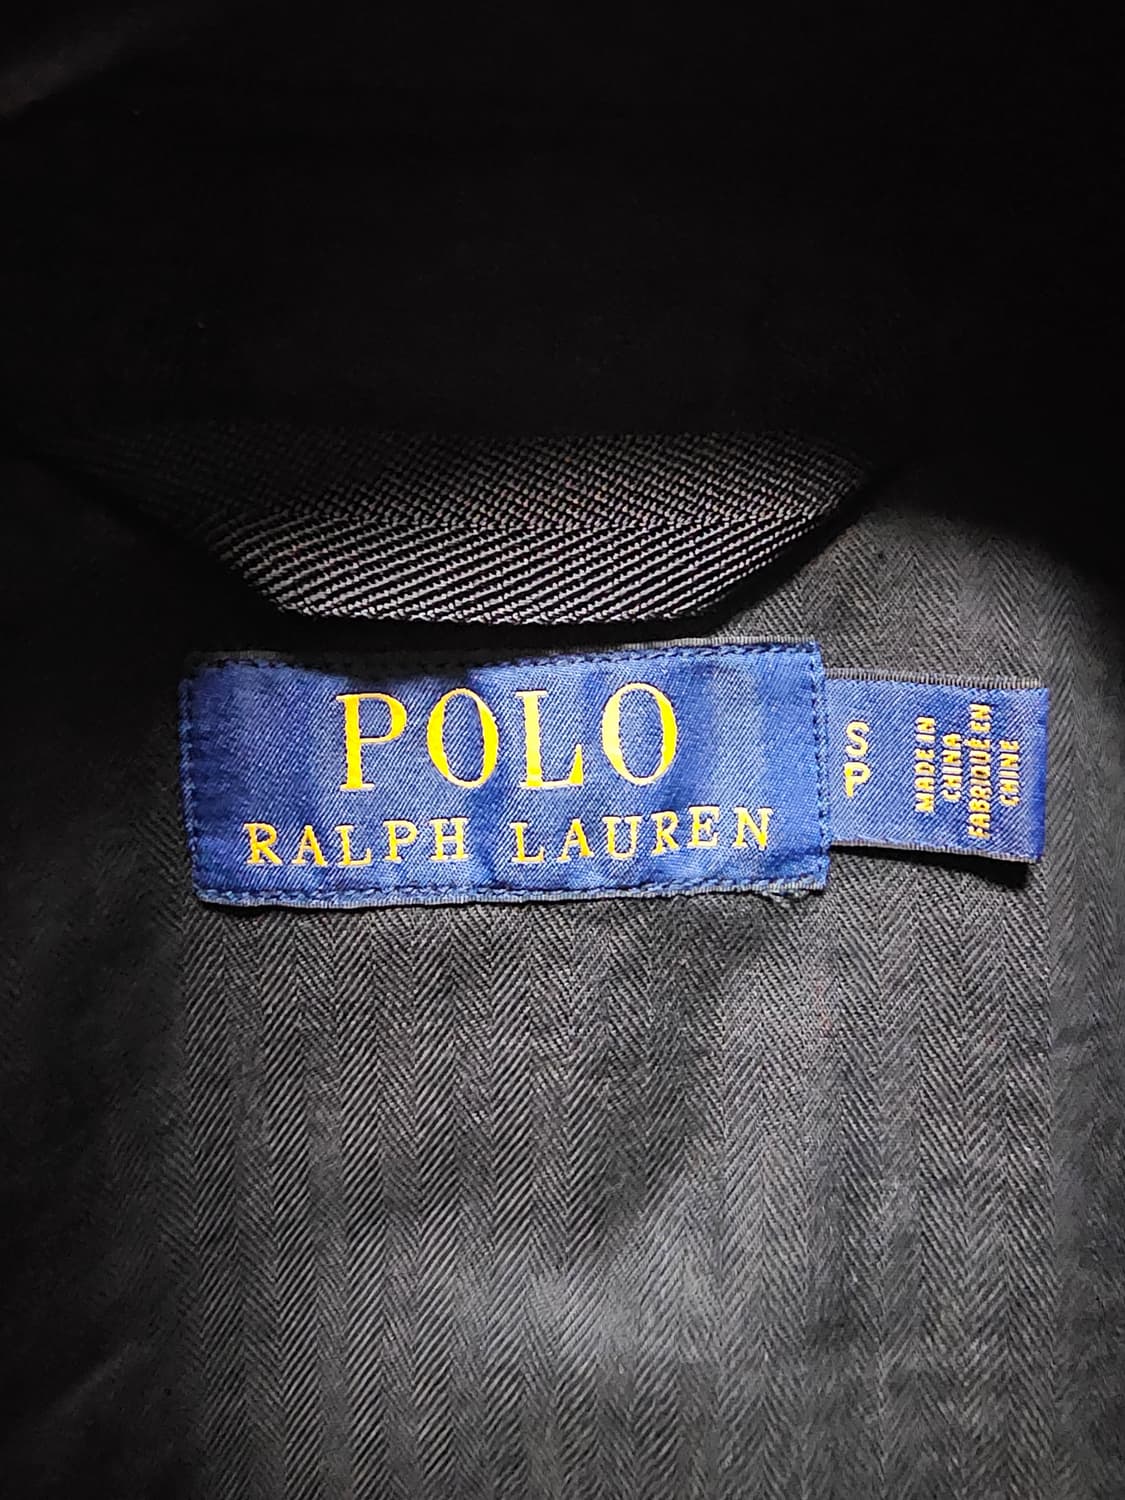 POLO
RALPH LAUREN
S
P
MADE IN
CHINA
FABRIQUÉ EN
CHINE